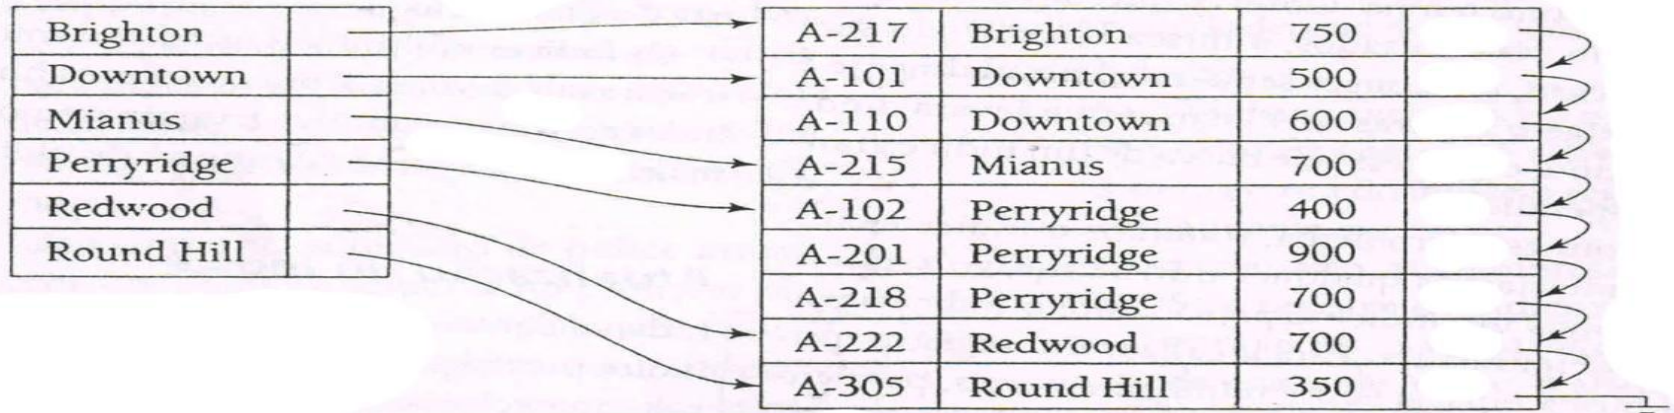 Brighton
Downtown
Mianus
Perryridge
Redwood
Round Hill
A-217 Brighton 750
A-101 Downtown 500
A-110 Downtown 600
A-215 Mianus 700
A-102 Perryridge 400
A-201 Perryridge 900
A-218 Perryridge 700
A-222 Redwood 700
A-305 Round Hill 350